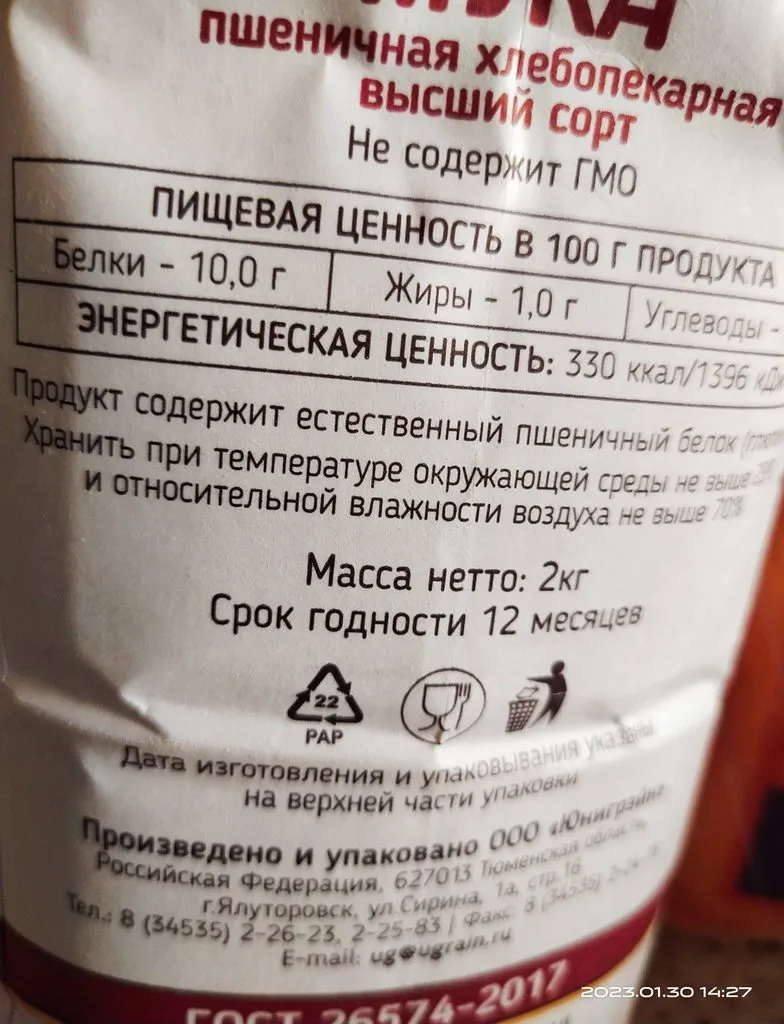 МУКА
пшеничная хлебопекарная
высший сорт
Не содержит ГМО
ПИЩЕВАЯ ЦЕННОСТЬ В 100 Г ПРОДУКТА
Белки - 10,0 г Жиры - 1,0 г Углеводы -
ЭНЕРГЕТИЧЕСКАЯ ЦЕННОСТЬ: 330 ккал/1396 кДж
Продукт содержит естественный пшеничный белок
Хранить при температуре окружающей среды не выше
и относительной влажности воздуха не выше 70%
Масса нетто: 2кг
Срок годности 12 месяцев
22
PAP
Дата изготовления и упаковывания указаны
на верхней части упаковки
Произведено и упаковано ООО «Юниграйн»
Российская Федерация, 627013 Тюменская область,
г.Ялуторовск, ул.Сирина, 1а, стр.16
Тел.: 8 (34535) 2-26-23, 2-25-83 | Факс: 8 (34535)
E-mail: ug@ugrain.ru
ГОСТ 26574-2017
2023.01.30 14:27